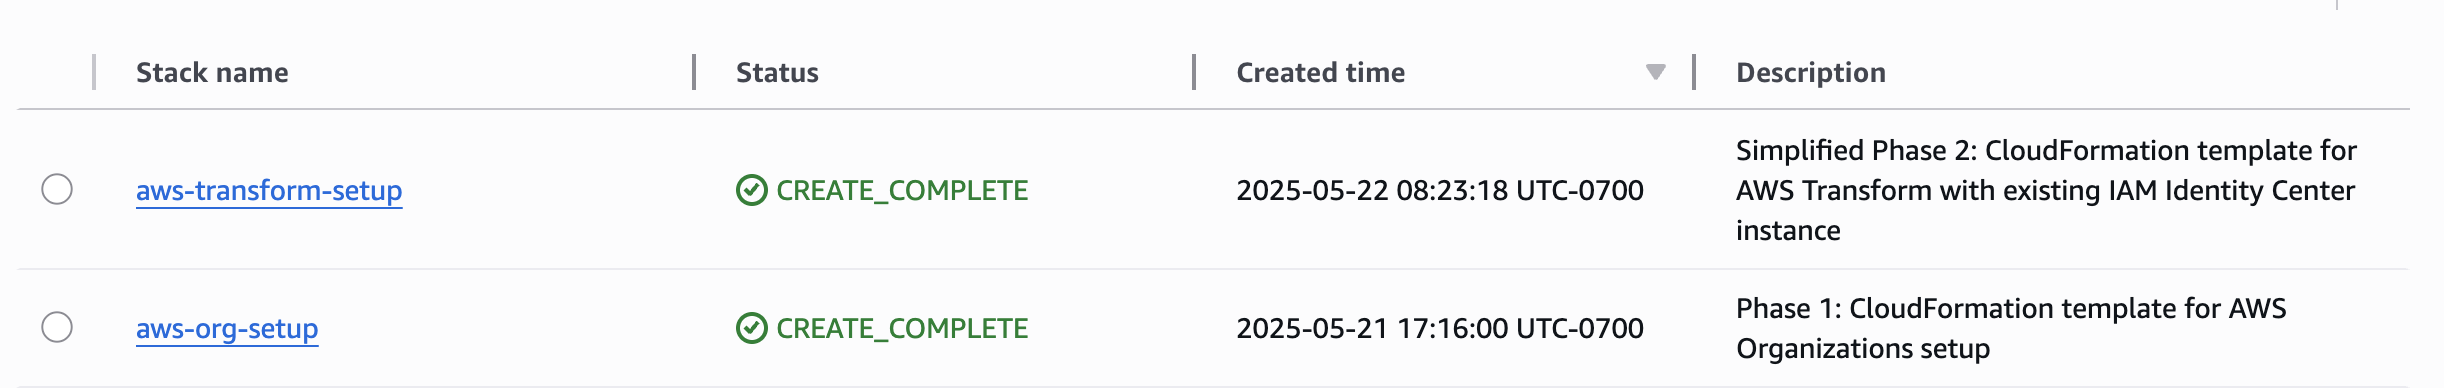 Stack name Status Created time Description
Simplified Phase 2: CloudFormation template for
aws-transform-setup CREATE_COMPLETE 2025-05-22 08:23:18 UTC-0700 AWS Transform with existing IAM Identity Center
instance
Phase 1: CloudFormation template for AWS
aws-org-setup CREATE_COMPLETE 2025-05-21 17:16:00 UTC-0700
Organizations setup